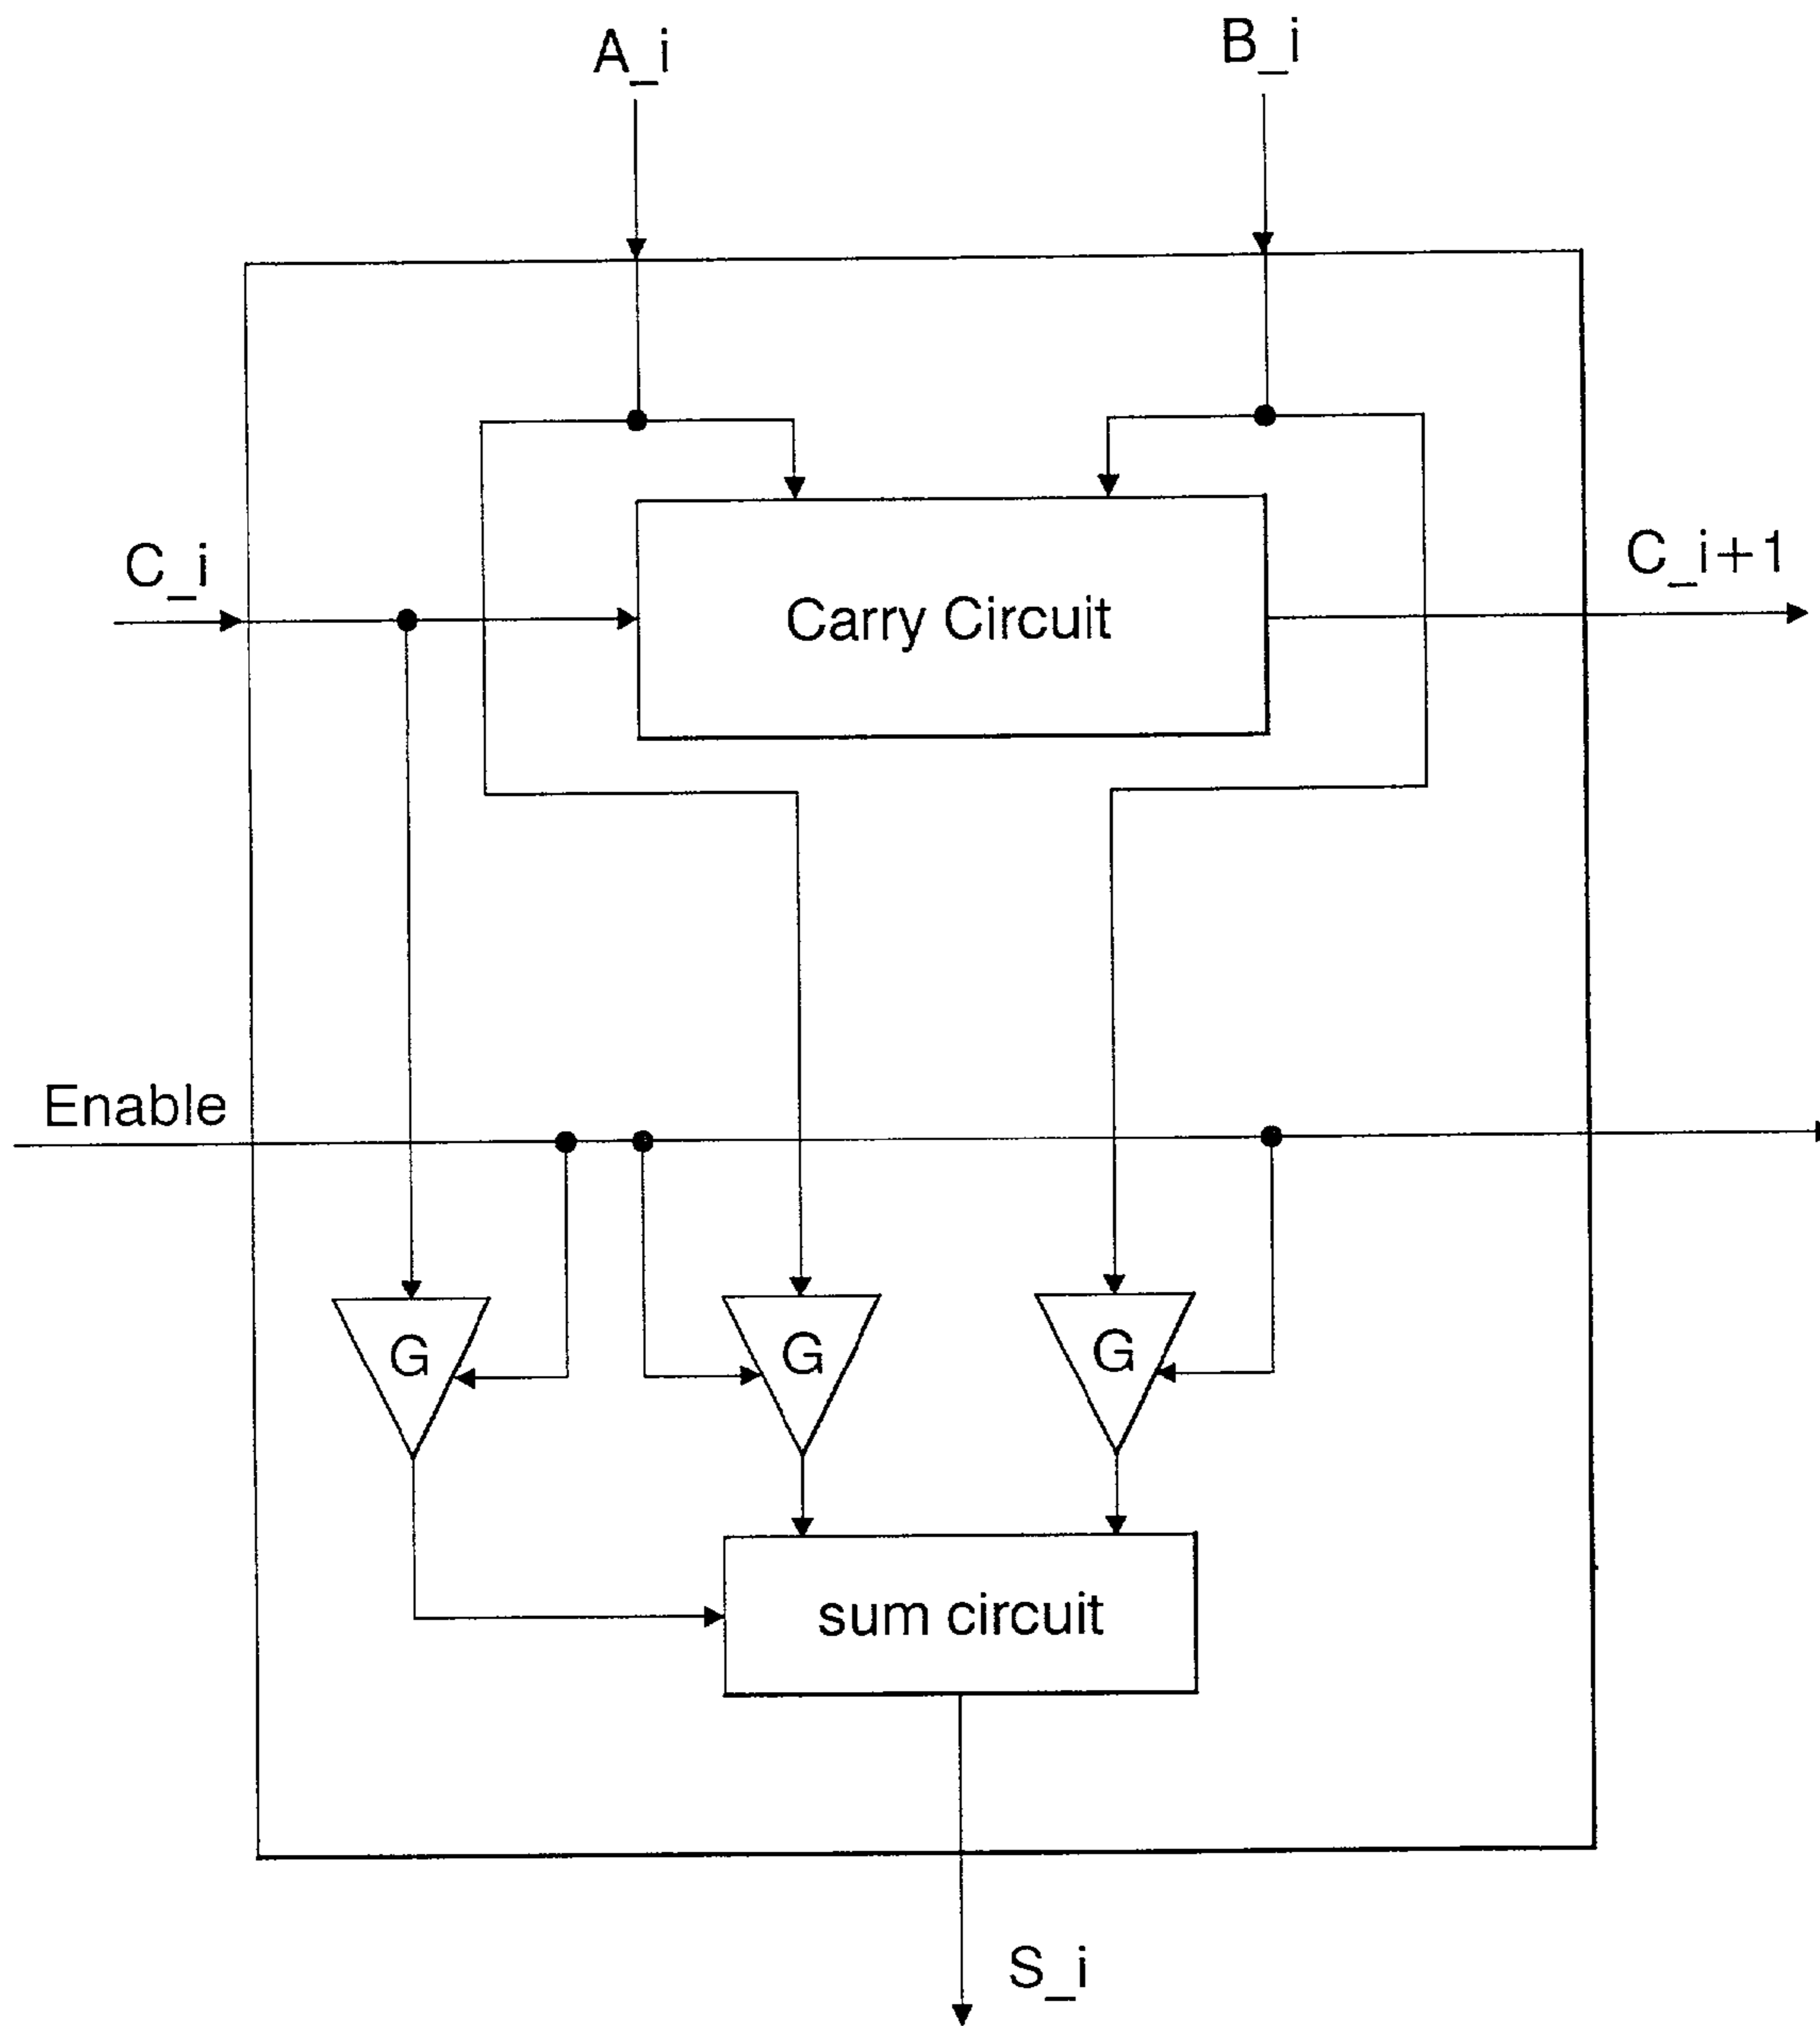 A_i
B_i
C_i
Carry Circuit
C_i+1
Enable
G
G
G
sum circuit
S_i